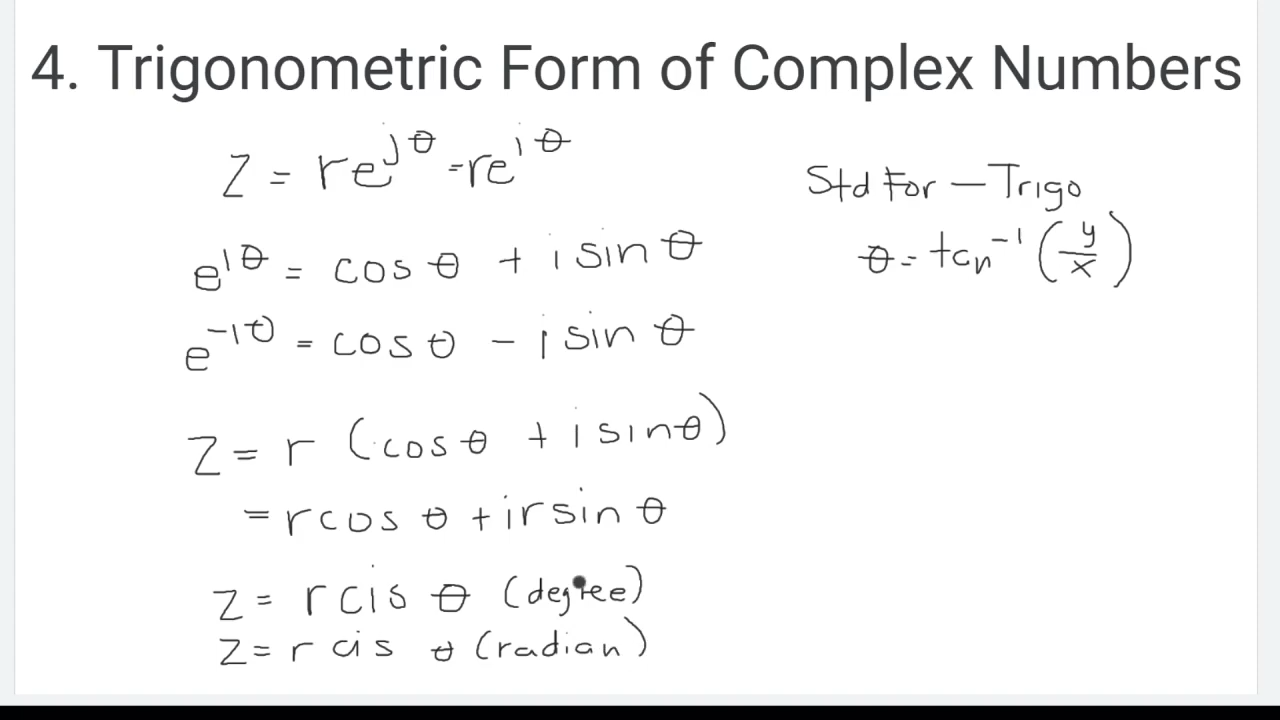 4. Trigonometric Form of Complex Numbers
z = re^{jθ} = re^{iθ}
e^{iθ} = cos θ + i sin θ
e^{-iθ} = cos θ - i sin θ
z = r (cos θ + i sin θ)
= r cos θ + i r sin θ
z = r cis θ (degree)
z = r cis θ (radian)
Std For — Trigo
θ = tan^{-1} (y/x)